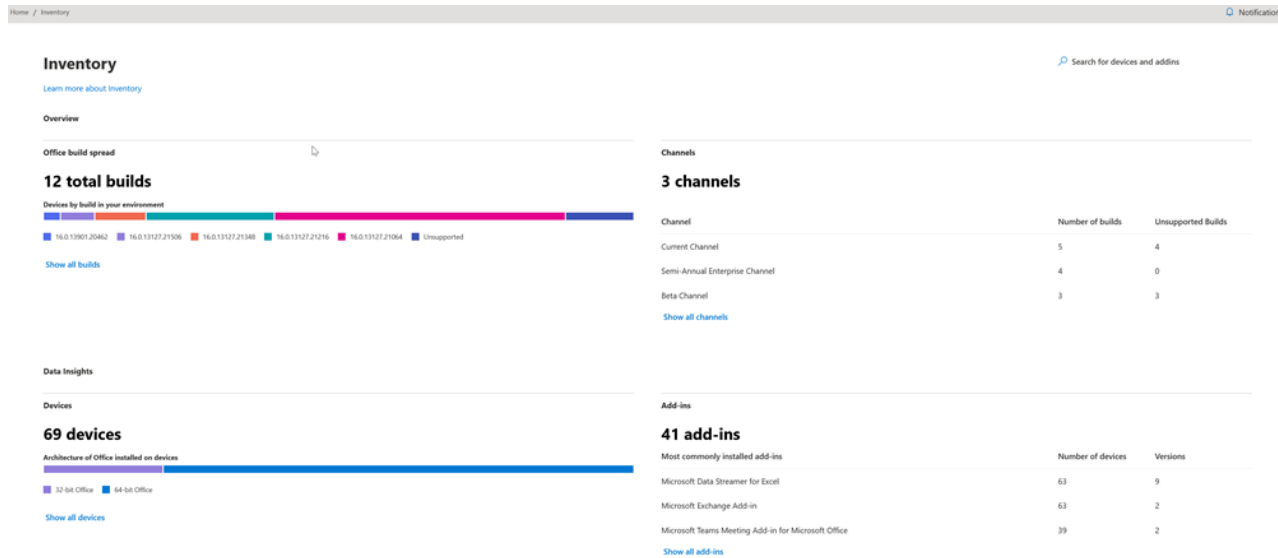 Home / Inventory
Notification
Inventory
Search for devices and addins
Learn more about Inventory
Overview
Office build spread
12 total builds
Devices by build in your environment
16.0.13901.20462 16.0.13127.21506 16.0.13127.21348 16.0.13127.21216 16.0.13127.21064 Unsupported
Show all builds
Channels
3 channels
Channel Number of builds Unsupported Builds
Current Channel 5 4
Semi-Annual Enterprise Channel 4 0
Beta Channel 3 3
Show all channels
Data Insights
Devices
69 devices
Architecture of Office installed on devices
32-bit Office 64-bit Office
Show all devices
Add-ins
41 add-ins
Most commonly installed add-ins Number of devices Versions
Microsoft Data Streamer for Excel 63 9
Microsoft Exchange Add-in 63 2
Microsoft Teams Meeting Add-in for Microsoft Office 39 2
Show all add-ins